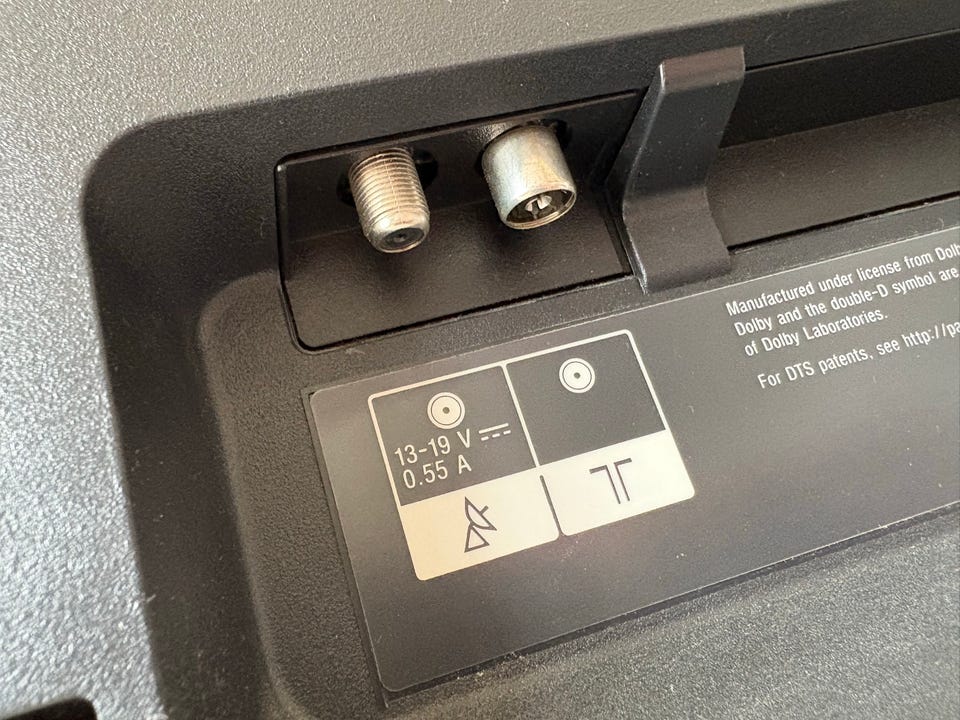 13-19 V ⎓
0.55 A
Manufactured under license from
Dolby and the double-D symbol are
of Dolby Laboratories.
For DTS patents, see